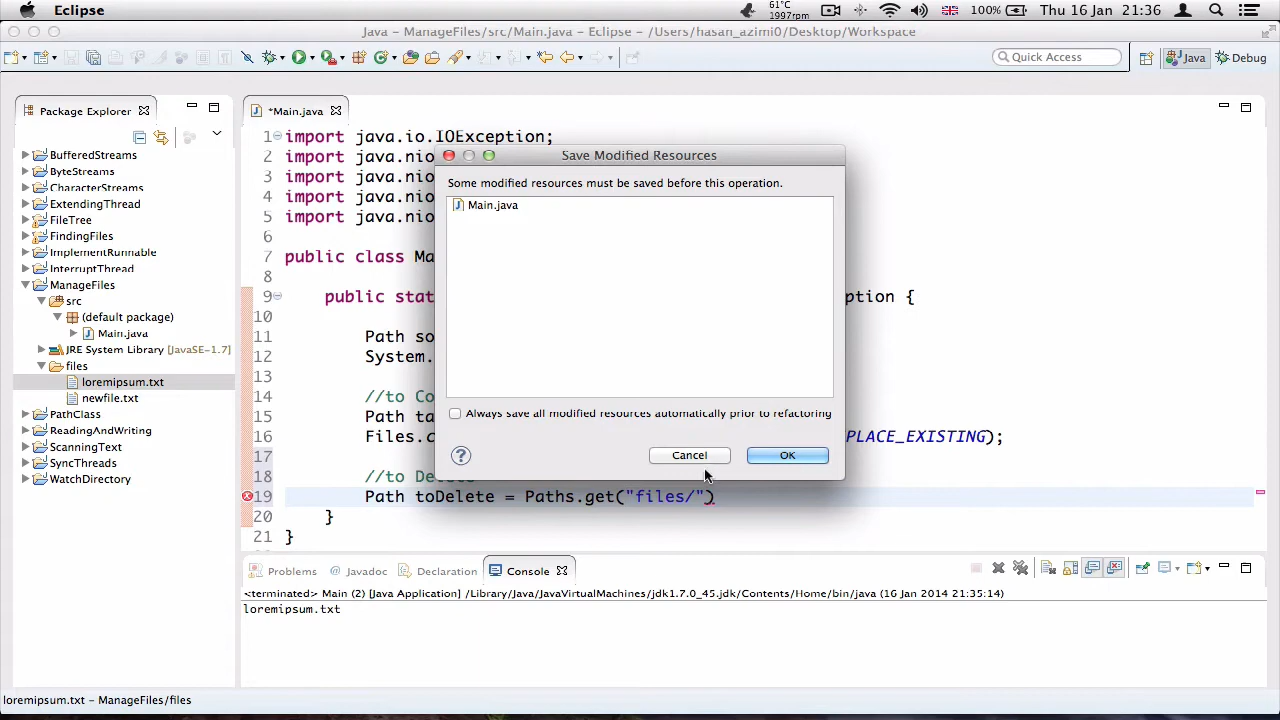 Eclipse
61°C
1997rpm
100%
Thu 16 Jan 21:36
Java - ManageFiles/src/Main.java - Eclipse - /Users/hasan_azimi0/Desktop/Workspace
Quick Access
Java
Debug
Package Explorer
*Main.java
BufferedStreams
ByteStreams
CharacterStreams
ExtendingThread
FileTree
FindingFiles
ImplementRunnable
InterruptThread
ManageFiles
src
(default package)
Main.java
JRE System Library [JavaSE-1.7]
files
loremipsum.txt
newfile.txt
PathClass
ReadingAndWriting
ScanningText
SyncThreads
WatchDirectory
1 import java.io.IOException;
2 import java.nio
3 import java.nio
4 import java.nio
5 import java.nio
6
7 public class Ma
8
9 public stat ption {
10
11 Path so
12 System.
13
14 //to Co
15 Path ta
16 Files.c PLACE_EXISTING);
17
18 //to Delete
19 Path toDelete = Paths.get("files/")
20 }
21 }
Save Modified Resources
Some modified resources must be saved before this operation.
Main.java
Always save all modified resources automatically prior to refactoring
?
Cancel
OK
Problems
@ Javadoc
Declaration
Console
<terminated> Main (2) [Java Application] /Library/Java/JavaVirtualMachines/jdk1.7.0_45.jdk/Contents/Home/bin/java (16 Jan 2014 21:35:14)
loremipsum.txt
loremipsum.txt - ManageFiles/files